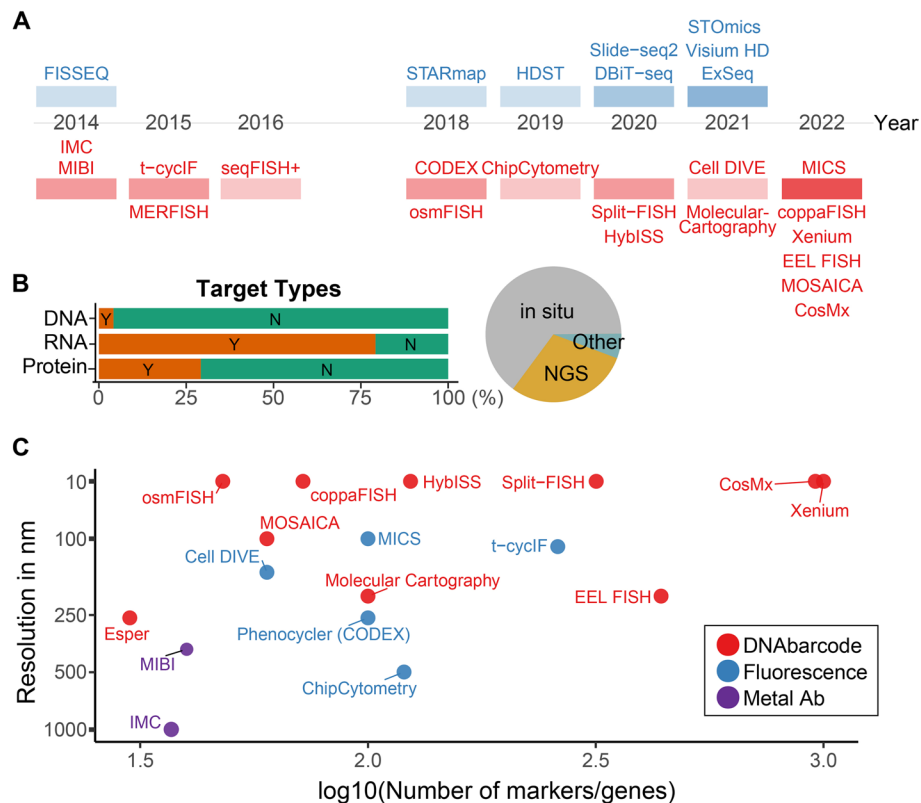 A
STOmics
Slide−seq2 Visium HD
FISSEQ STARmap HDST DBiT−seq ExSeq
2014 2015 2016 2018 2019 2020 2021 2022 Year
IMC
MIBI t−cycIF seqFISH+ CODEX ChipCytometry Cell DIVE MICS
MERFISH osmFISH Split−FISH Molecular- coppaFISH
HybISS Cartography Xenium
EEL FISH
MOSAICA
CosMx
B
Target Types
DNA Y N
RNA Y N
Protein Y N
0 25 50 75 100 (%)
in situ
Other
NGS
C
Resolution in nm
10
100
250
500
1000
osmFISH
coppaFISH
HybISS
Split−FISH
CosMx
Xenium
MOSAICA
MICS
t−cycIF
Cell DIVE
Molecular Cartography
EEL FISH
Esper
Phenocycler (CODEX)
MIBI
ChipCytometry
IMC
DNAbarcode
Fluorescence
Metal Ab
1.5 2.0 2.5 3.0
log10(Number of markers/genes)